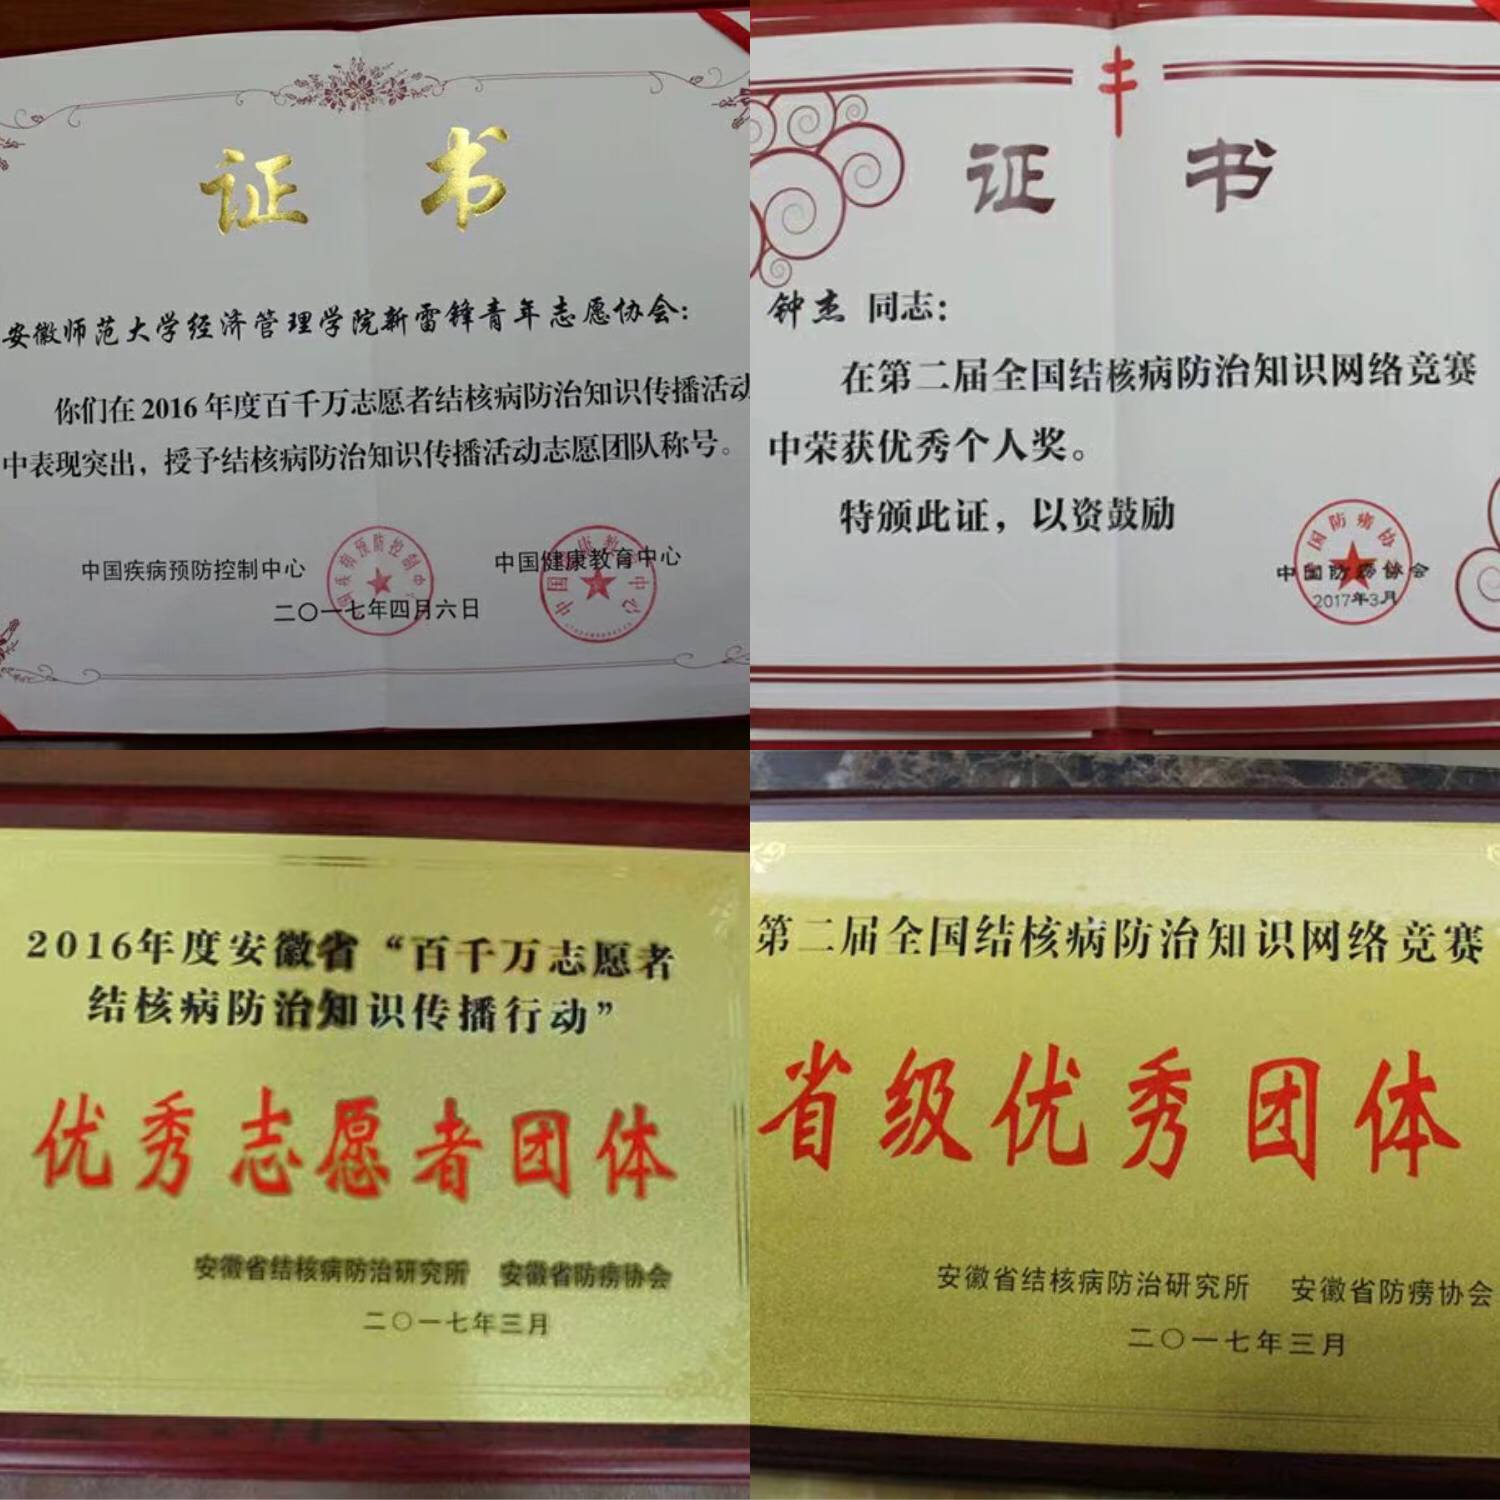 证 书
安徽师范大学经济管理学院新雷锋青年志愿协会：
你们在2016年度百千万志愿者结核病防治知识传播活动
中表现突出，授予结核病防治知识传播活动志愿团队称号。
中国疾病预防控制中心 中国健康教育中心
二〇一七年四月六日
证 书
钟杰 同志：
在第二届全国结核病防治知识网络竞赛
中荣获优秀个人奖。
特颁此证，以资鼓励
中国防痨协会
2017年3月
2016年度安徽省“百千万志愿者
结核病防治知识传播行动”
优秀志愿者团体
安徽省结核病防治研究所 安徽省防痨协会
二〇一七年三月
第二届全国结核病防治知识网络竞赛
省级优秀团体
安徽省结核病防治研究所 安徽省防痨协会
二〇一七年三月